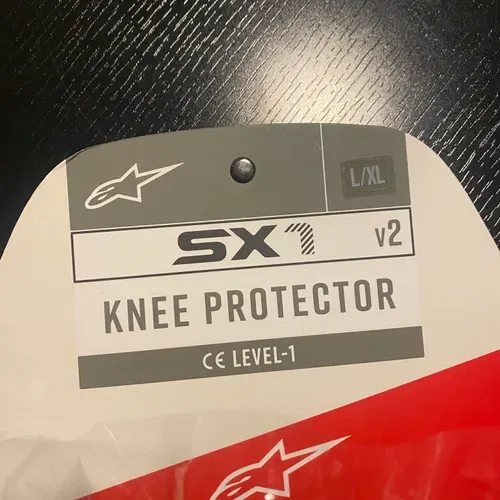 L/XL
SX1 v2
KNEE PROTECTOR
CE LEVEL-1